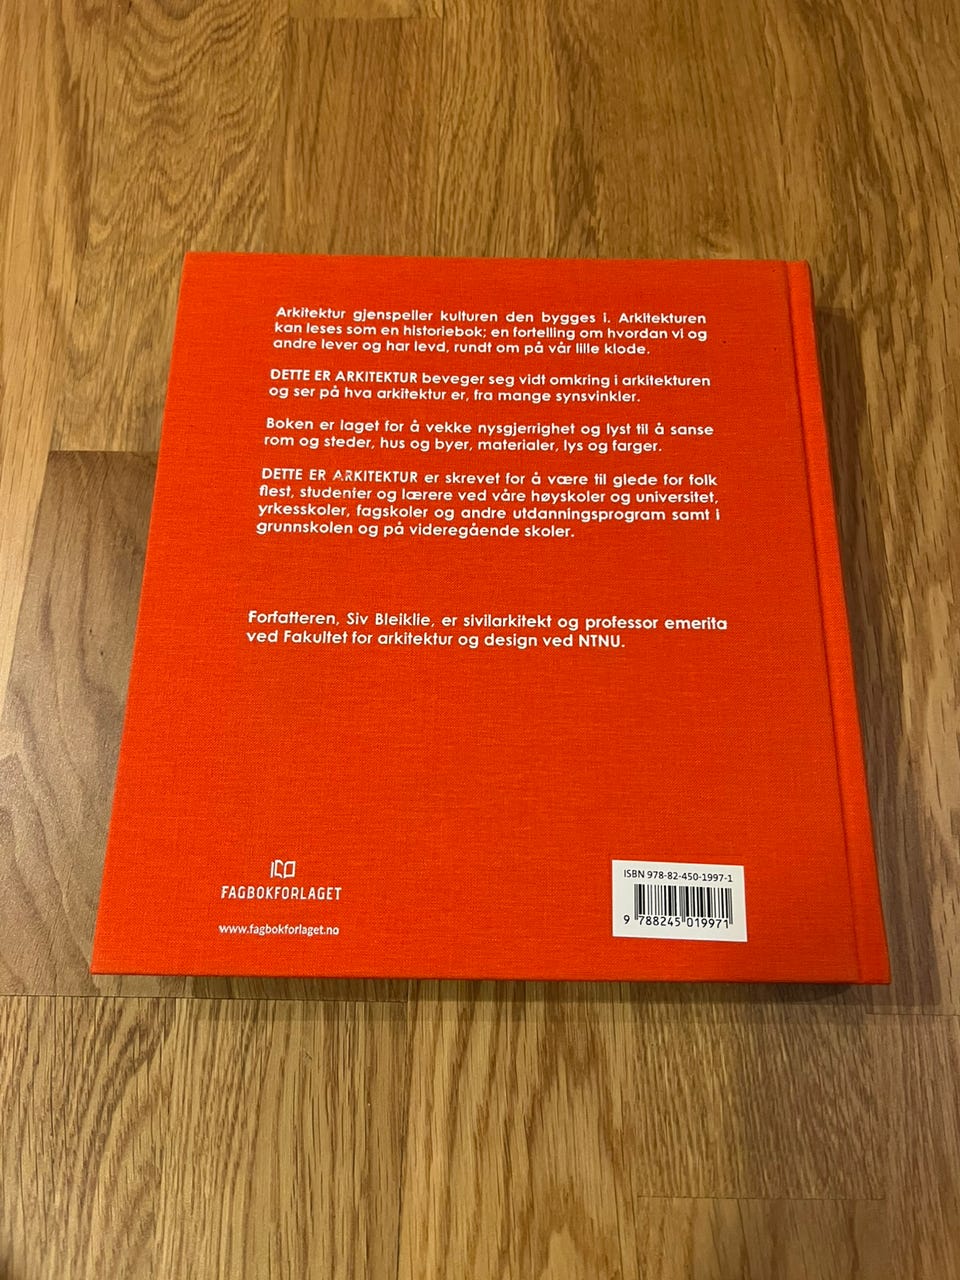 Arkitektur gjenspeiler kulturen den bygges i. Arkitekturen
kan leses som en historiebok; en fortelling om hvordan vi og
andre lever og har levd, rundt om på vår lille klode.
DETTE ER ARKITEKTUR beveger seg vidt omkring i arkitekturen
og ser på hva arkitektur er, fra mange synsvinkler.
Boken er laget for å vekke nysgjerrighet og lyst til å sanse
rom og steder, hus og byer, materialer, lys og farger.
DETTE ER ARKITEKTUR er skrevet for å være til glede for folk
flest, studenter og lærere ved våre høyskoler og universitet,
yrkesskoler, fagskoler og andre utdanningsprogram samt i
grunnskolen og på videregående skoler.
Forfatteren, Siv Bleiklie, er sivilarkitekt og professor emerita
ved Fakultet for arkitektur og design ved NTNU.
FAGBOKFORLAGET
www.fagbokforlaget.no
ISBN 978-82-450-1997-1
9 788245 019971